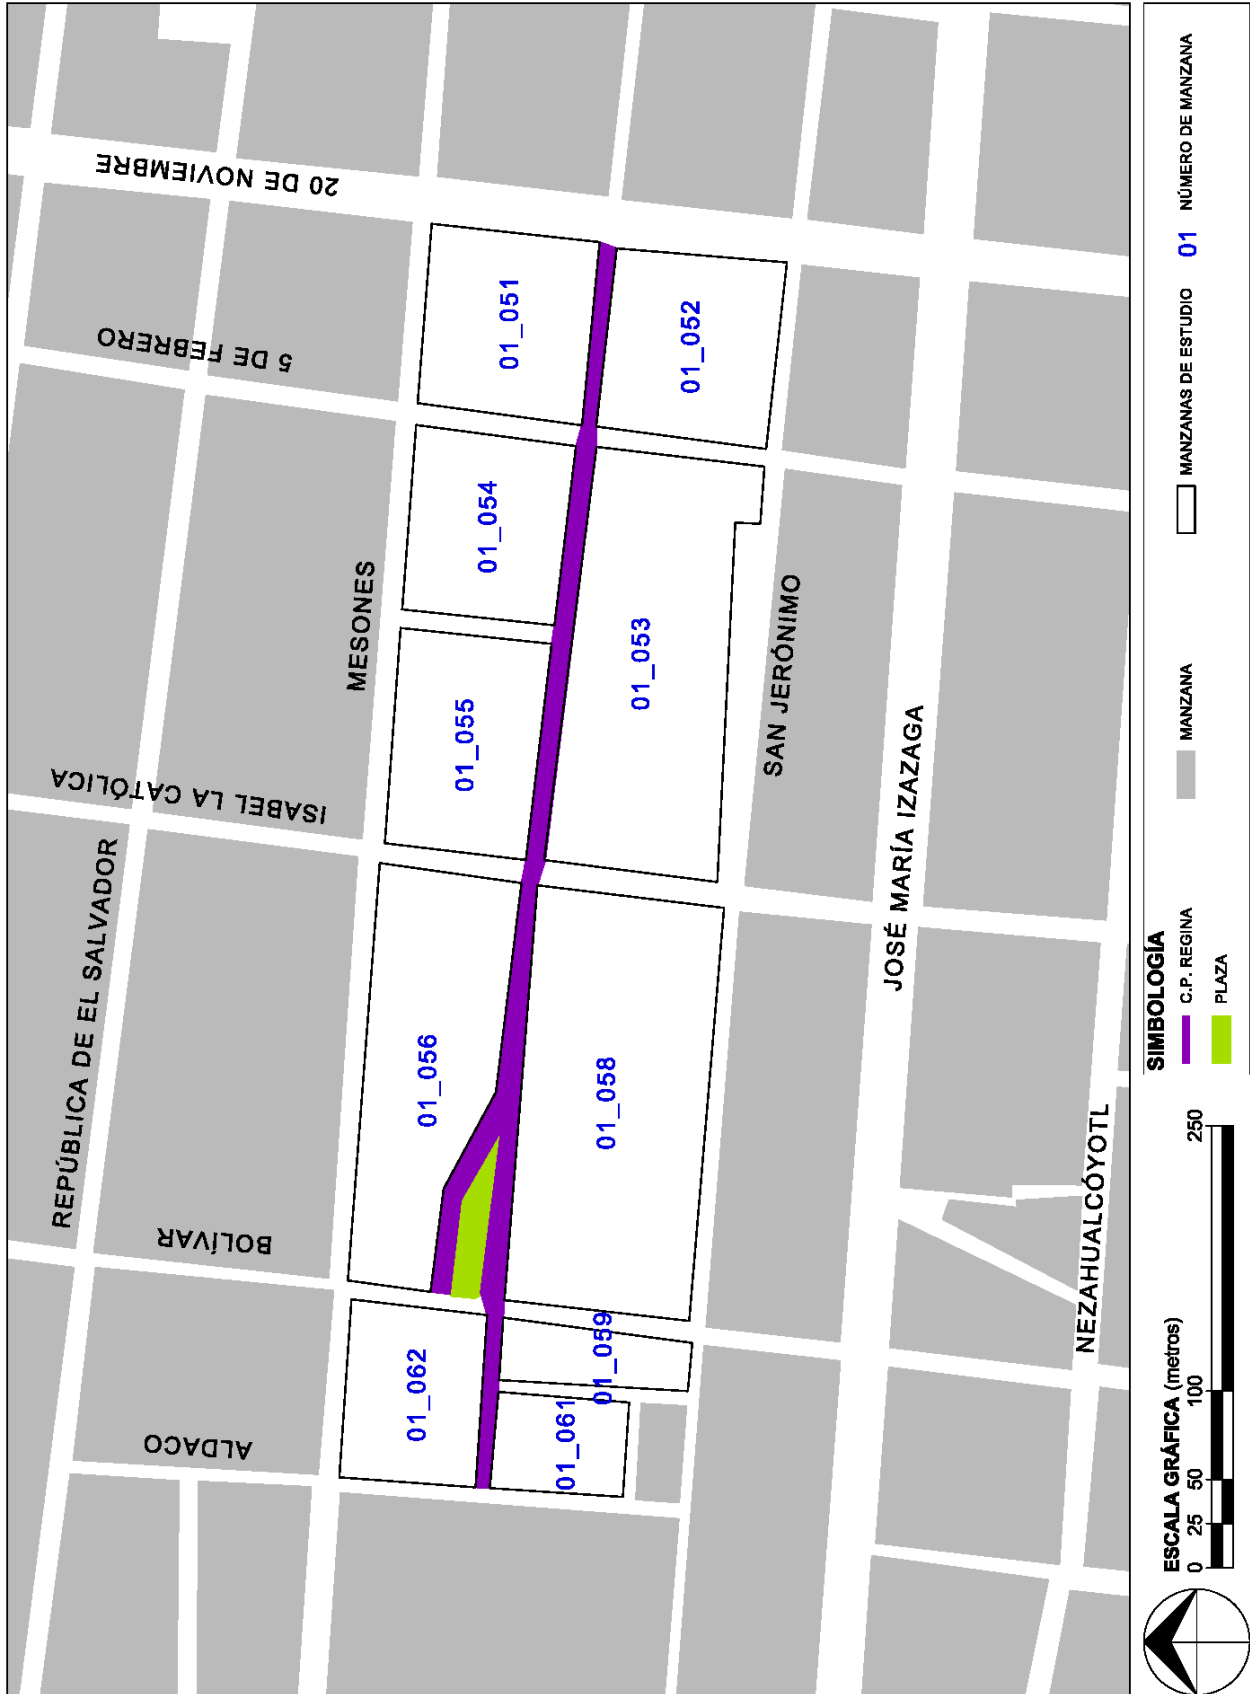 REPÚBLICA DE EL SALVADOR
MESONES
SAN JERÓNIMO
JOSÉ MARÍA IZAZAGA
NEZAHUALCÓYOTL
ALDACO
BOLÍVAR
ISABEL LA CATÓLICA
5 DE FEBRERO
20 DE NOVIEMBRE
01_062
01_056
01_055
01_054
01_051
01_061
01_059
01_058
01_053
01_052
ESCALA GRÁFICA (metros)
0 25 50 100 250
SIMBOLOGÍA
C.P. REGINA
PLAZA
MANZANA
MANZANAS DE ESTUDIO
01 NÚMERO DE MANZANA